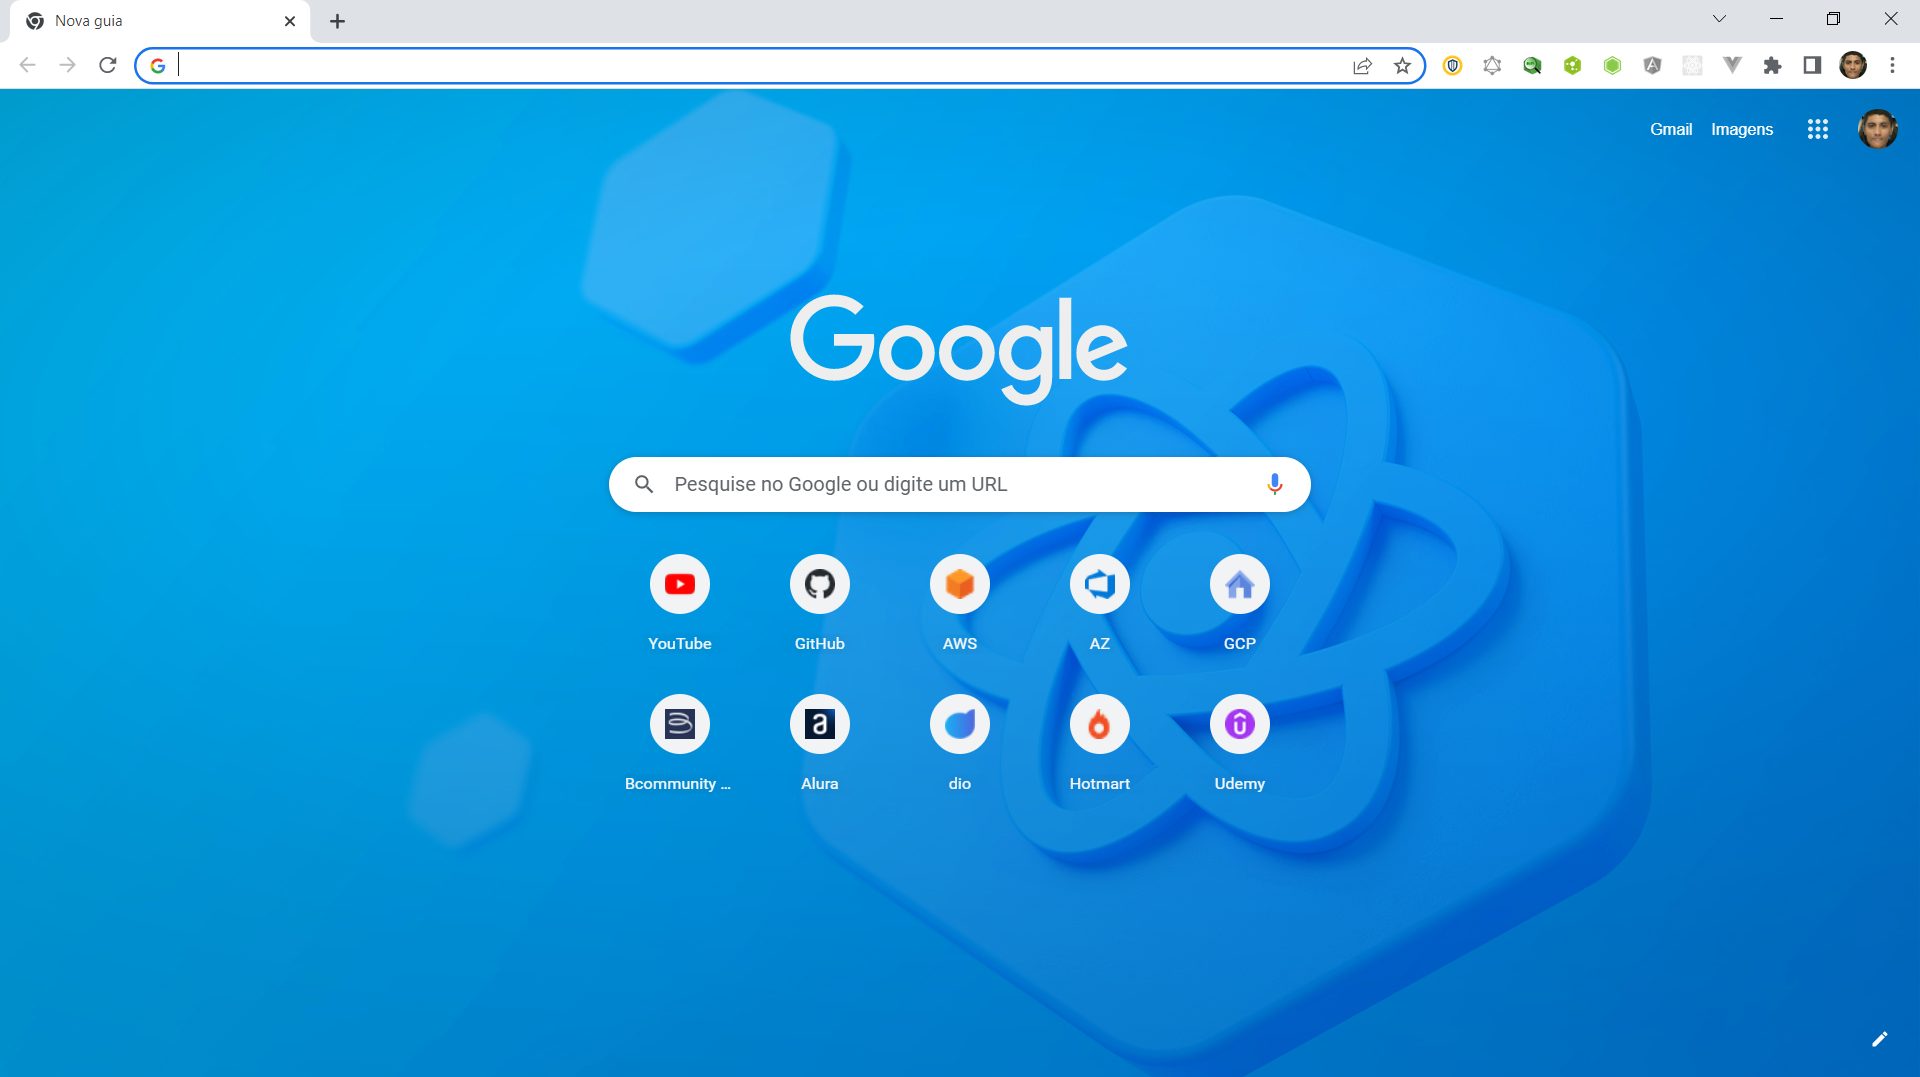 Nova guia
Gmail Imagens
Google
Pesquise no Google ou digite um URL
YouTube GitHub AWS AZ GCP
Bcommunity ... Alura dio Hotmart Udemy